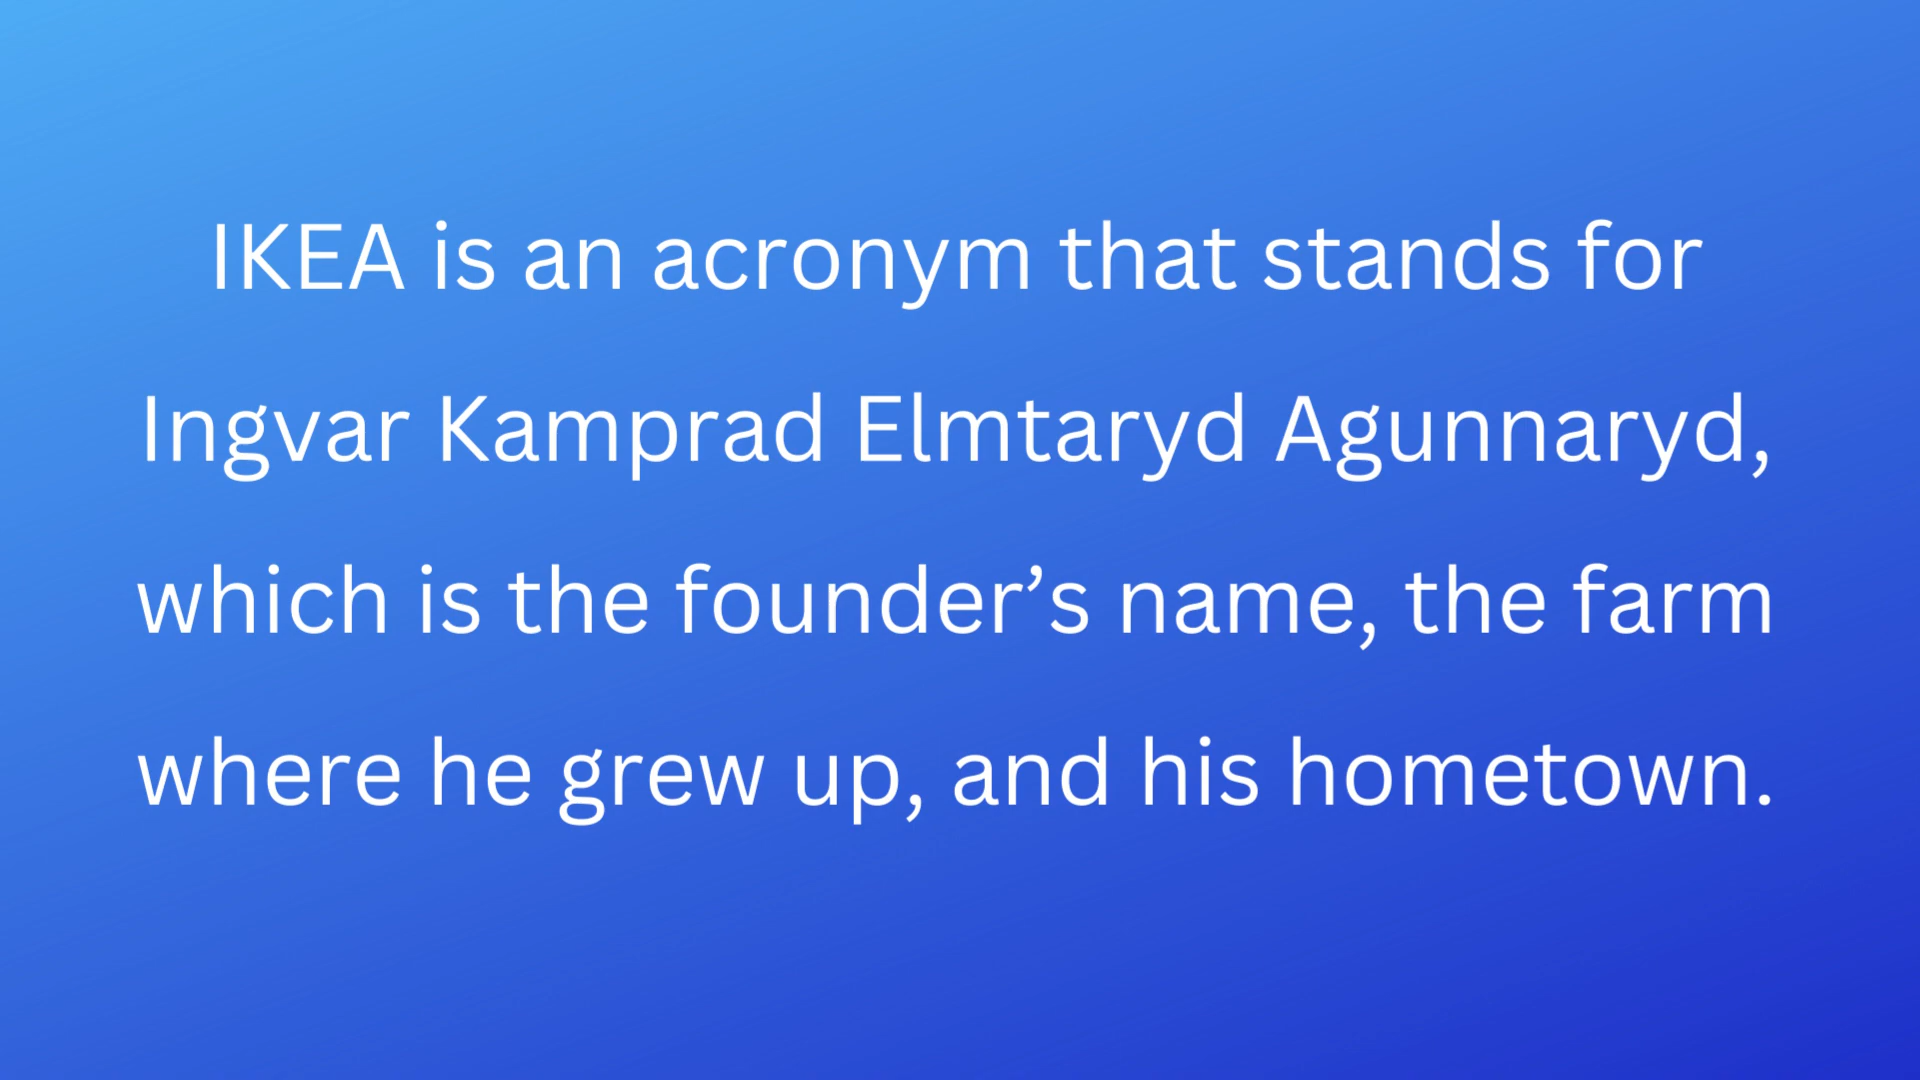 IKEA is an acronym that stands for
Ingvar Kamprad Elmtaryd Agunnaryd,
which is the founder’s name, the farm
where he grew up, and his hometown.